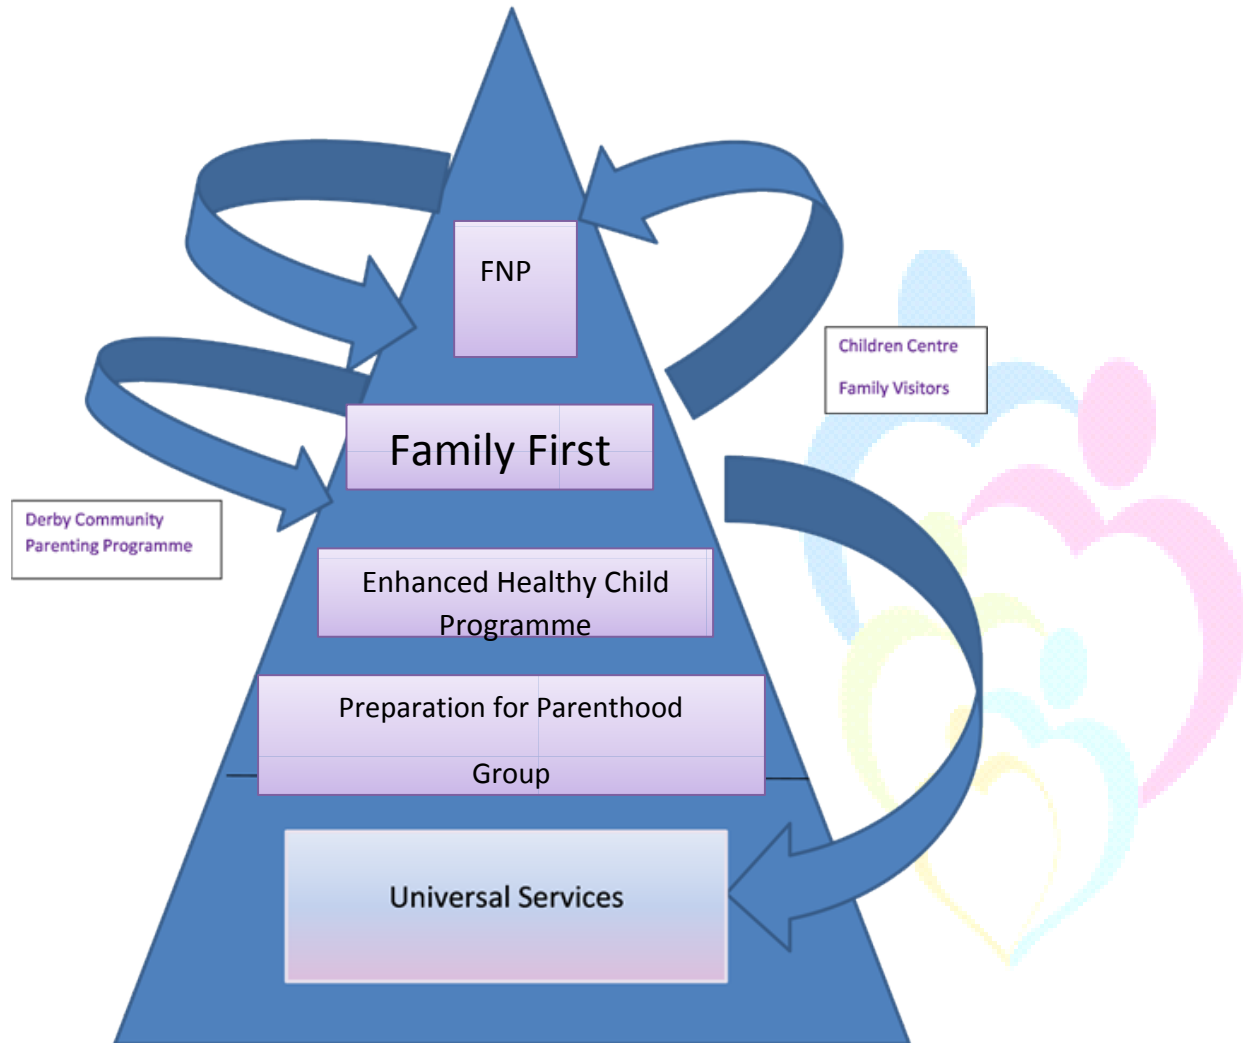 FNP
Children Centre
Family Visitors
Family First
Derby Community
Parenting Programme
Enhanced Healthy Child
Programme
Preparation for Parenthood
Group
Universal Services